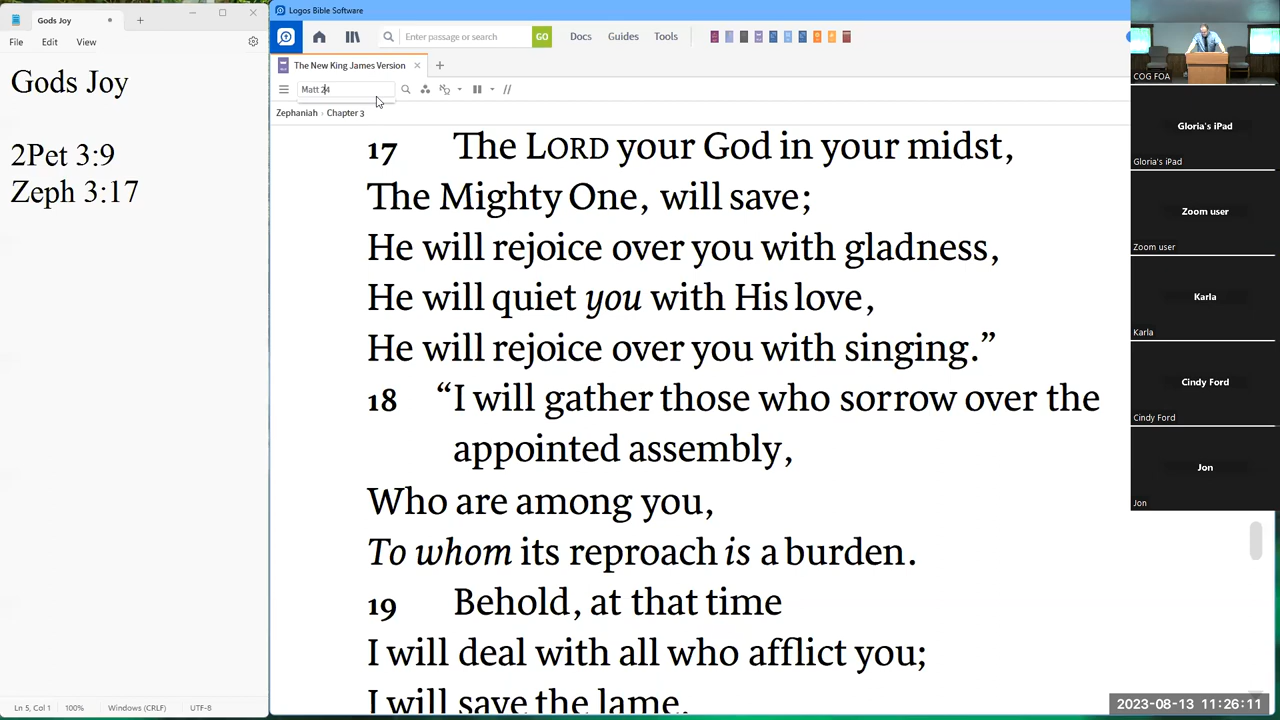 Gods Joy
File Edit View
Gods Joy
2Pet 3:9
Zeph 3:17
Ln 5, Col 1 100% Windows (CRLF) UTF-8
Logos Bible Software
Enter passage or search GO Docs Guides Tools
The New King James Version
Matt 24
Zephaniah › Chapter 3
17 The LORD your God in your midst,
The Mighty One, will save;
He will rejoice over you with gladness,
He will quiet you with His love,
He will rejoice over you with singing.”
18 “I will gather those who sorrow over the
appointed assembly,
Who are among you,
To whom its reproach is a burden.
19 Behold, at that time
I will deal with all who afflict you;
I will save the lame,
COG FOA
Gloria's iPad
Gloria's iPad
Zoom user
Zoom user
Karla
Karla
Cindy Ford
Cindy Ford
Jon
Jon
2023-08-13 11:26:11